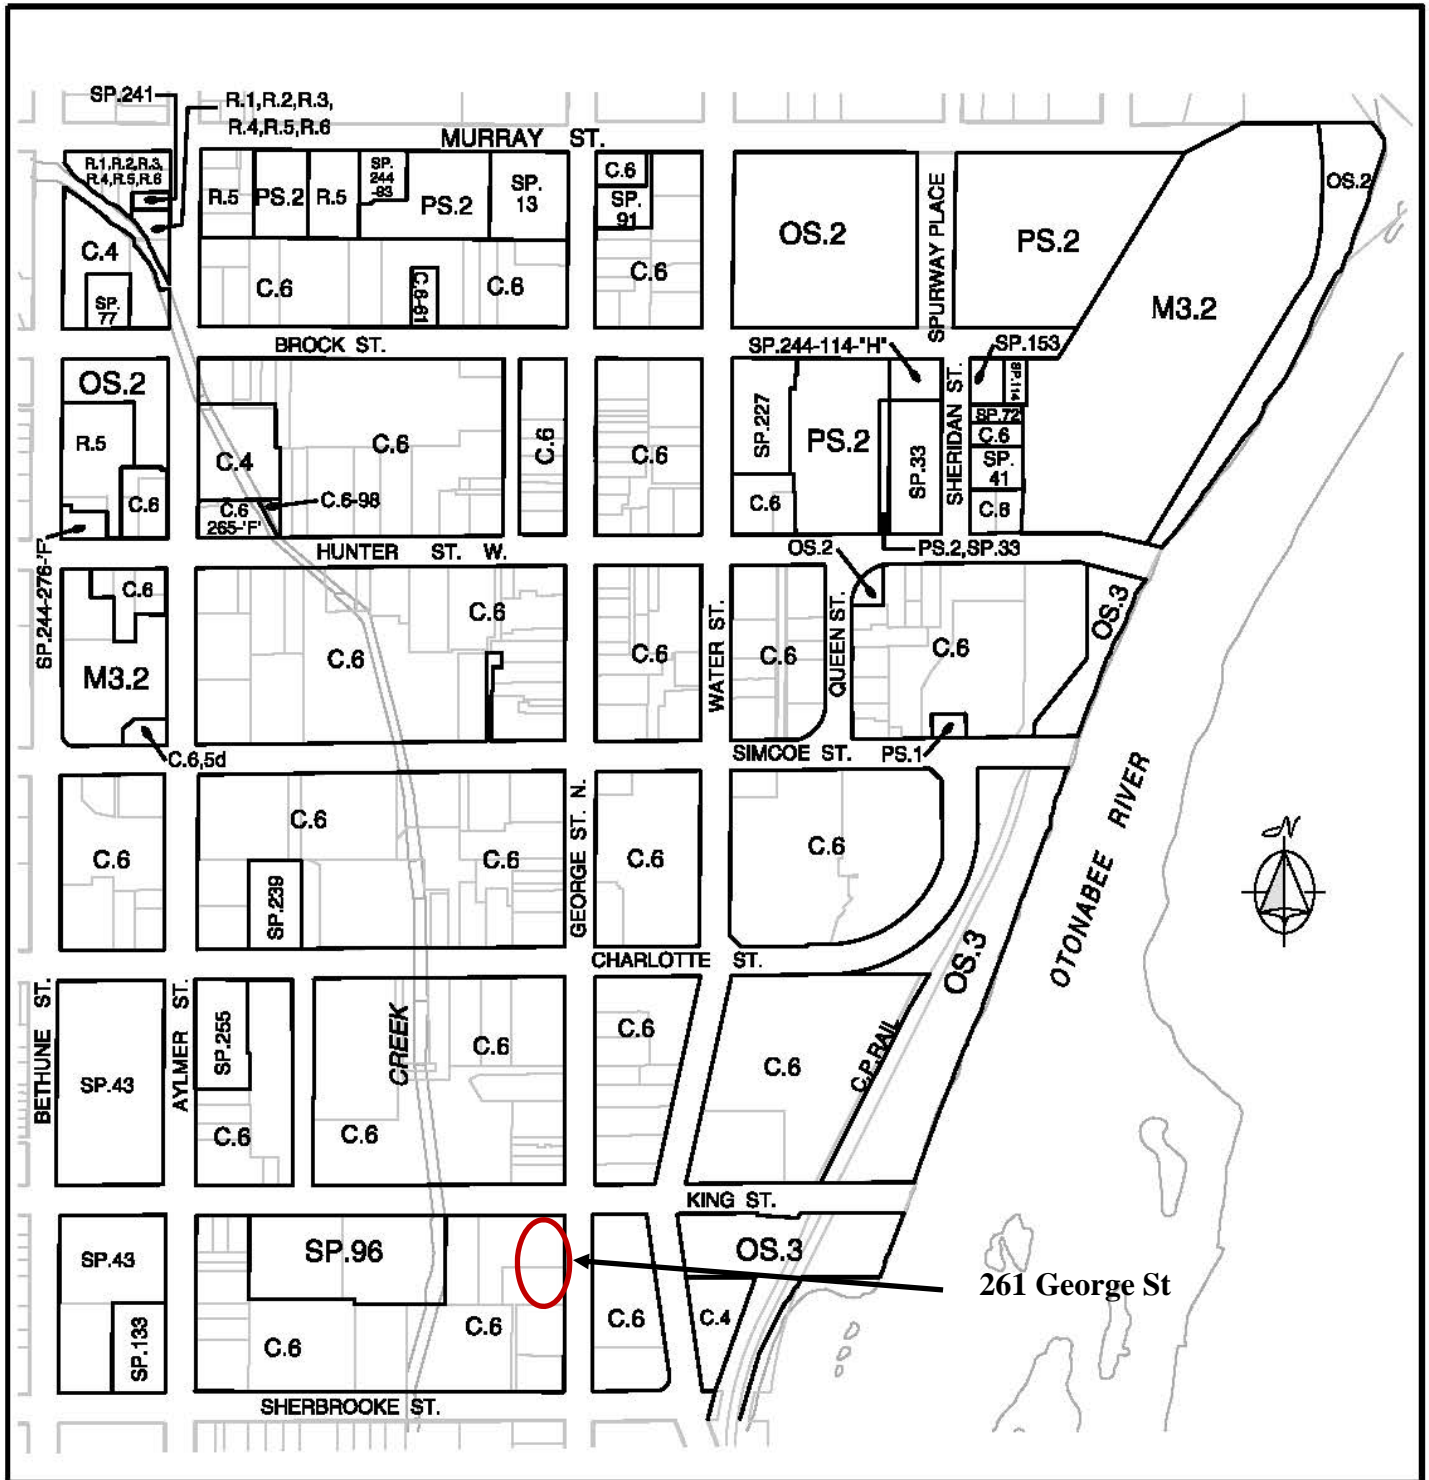 SP.241
R.1,R.2,R.3,
R.4,R.5,R.6
MURRAY ST.
R.1,R.2,R.3,
R.4,R.5,R.6
C.4
SP.
77
R.5
PS.2
R.5
SP.
244
-93
PS.2
SP.
13
C.6
C.6-61
C.6
C.6
SP.
91
C.6
OS.2
SPURWAY PLACE
PS.2
M3.2
OS.2
BROCK ST.
SP.244-114-"H"
SP.153
OS.2
R.5
C.6
C.4
C.6
C.6
265-'F'
C.6-98
C.6
C.6
SP.227
C.6
PS.2
SP.33
SHERIDAN ST.
SP.114
SP.72
C.6
SP.
41
C.6
SP.244-276-'F'
HUNTER ST. W.
OS.2
PS.2,SP.33
C.6
M3.2
C.6,5d
C.6
C.6
C.6
WATER ST.
C.6
QUEEN ST.
C.6
OS.3
PS.1
SIMCOE ST.
C.6
C.6
SP.239
C.6
GEORGE ST. N.
C.6
C.6
OTONABEE RIVER
N
CHARLOTTE ST.
OS.3
BETHUNE ST.
SP.43
AYLMER ST.
SP.255
C.6
CREEK
C.6
C.6
C.6
C.6
C.P.RAIL
KING ST.
SP.43
SP.133
SP.96
C.6
C.6
C.6
OS.3
C.4
261 George St
SHERBROOKE ST.